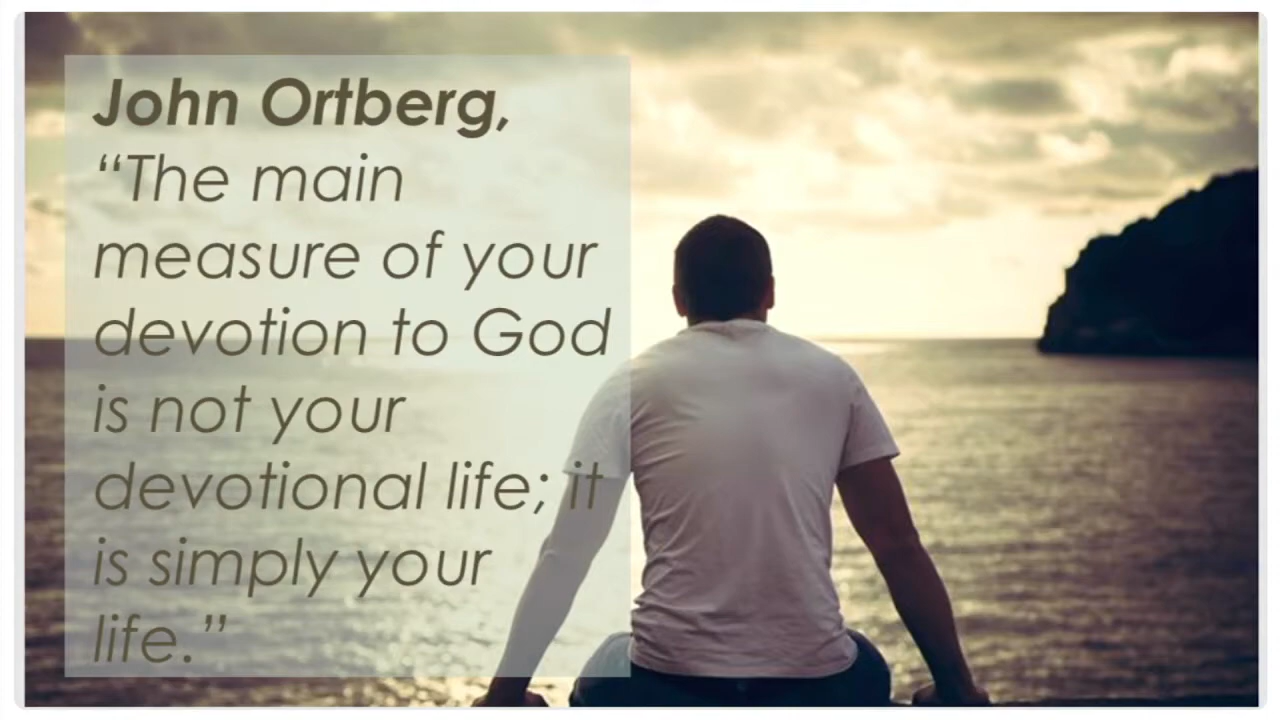 John Ortberg,
“The main
measure of your
devotion to God
is not your
devotional life; it
is simply your
life.”